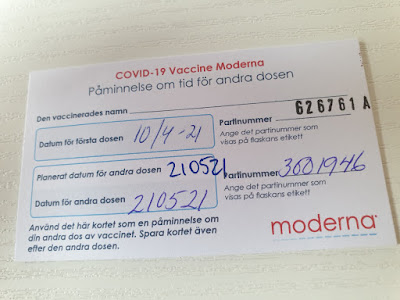 COVID-19 Vaccine Moderna
Påminnelse om tid för andra dosen
Den vaccinerades namn
626761 A
Datum för första dosen 10/4-21
Partinummer
Ange det partinummer som
visas på flaskans etikett
Planerat datum för andra dosen 210521
Datum för andra dosen 210521
Partinummer 3001946
Ange det partinummer som
visas på flaskans etikett
Använd det här kortet som en påminnelse om
din andra dos av vaccinet. Spara kortet även
efter den andra dosen.
moderna